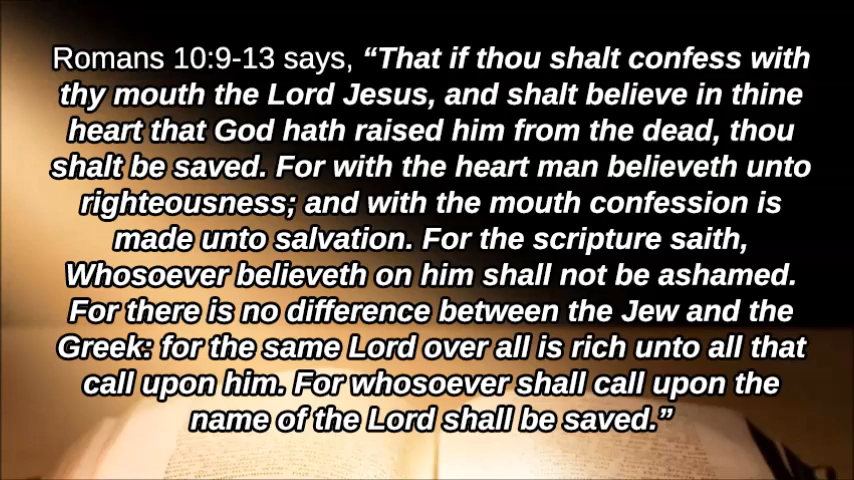 Romans 10:9-13 says, “That if thou shalt confess with
thy mouth the Lord Jesus, and shalt believe in thine
heart that God hath raised him from the dead, thou
shalt be saved. For with the heart man believeth unto
righteousness; and with the mouth confession is
made unto salvation. For the scripture saith,
Whosoever believeth on him shall not be ashamed.
For there is no difference between the Jew and the
Greek: for the same Lord over all is rich unto all that
call upon him. For whosoever shall call upon the
name of the Lord shall be saved.”